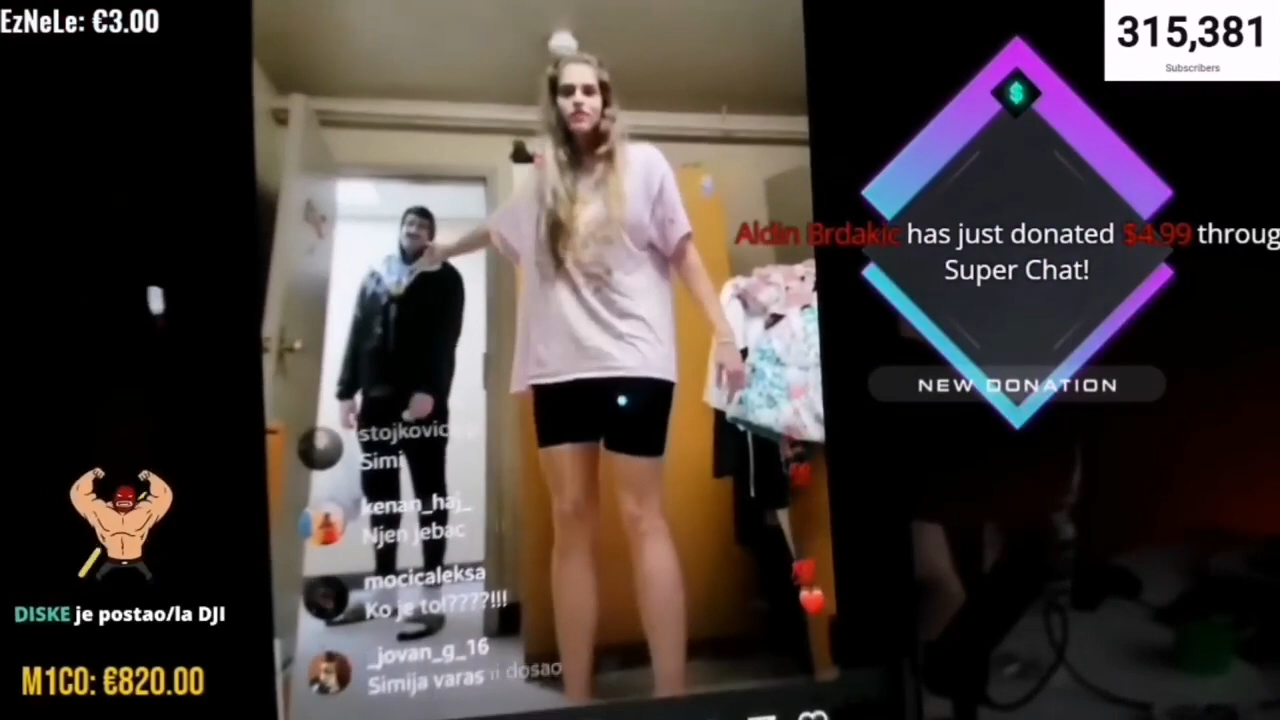 EzNeLe: €3.00
315,381
Subscribers
Aldin Brdakic has just donated $4.99 throug
Super Chat!
NEW DONATION
stojkovic
Simi
kenan_haj_
Njen jebac
mocicaleksa
Ko je to!????!!!
_jovan_g_16
Simija varas
dosao
DISKE je postao/la DJI
M1C0: €820.00